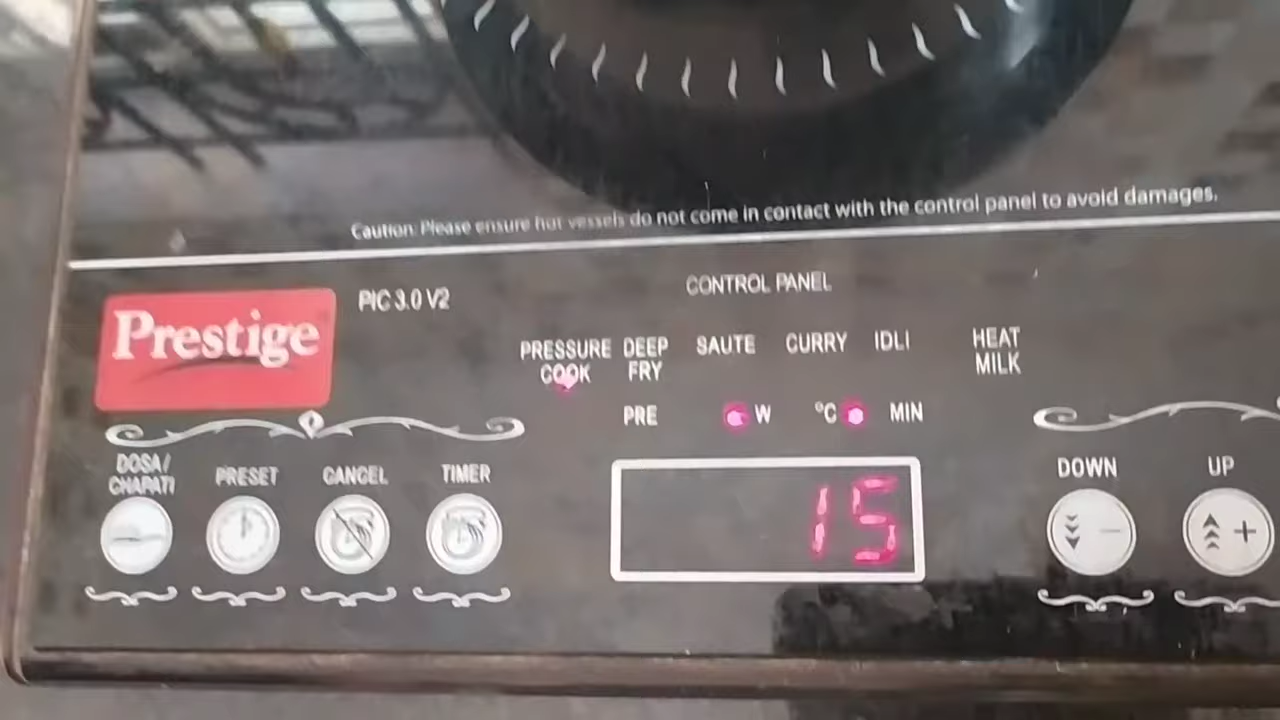 Caution: Please ensure hot vessels do not come in contact with the control panel to avoid damages.
Prestige
PIC 3.0 V2
CONTROL PANEL
PRESSURE COOK
DEEP FRY
SAUTE
CURRY
IDLI
HEAT MILK
PRE
W
°C
MIN
DOSA/
CHAPATI
PRESET
CANCEL
TIMER
15
DOWN
UP